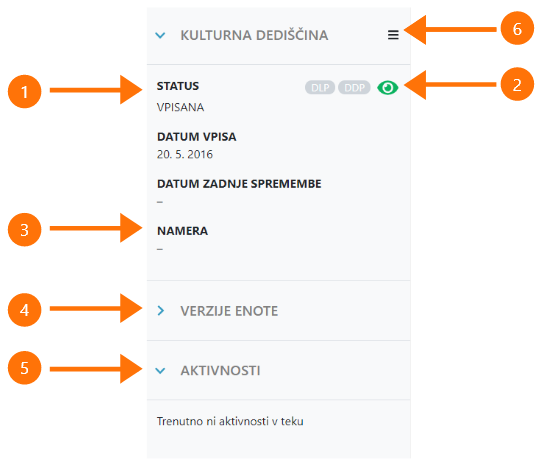 KULTURNA DEDIŠČINA
6
1
STATUS
DLP DDP
2
VPISANA
DATUM VPISA
20. 5. 2016
DATUM ZADNJE SPREMEMBE
–
3
NAMERA
–
4
VERZIJE ENOTE
5
AKTIVNOSTI
Trenutno ni aktivnosti v teku